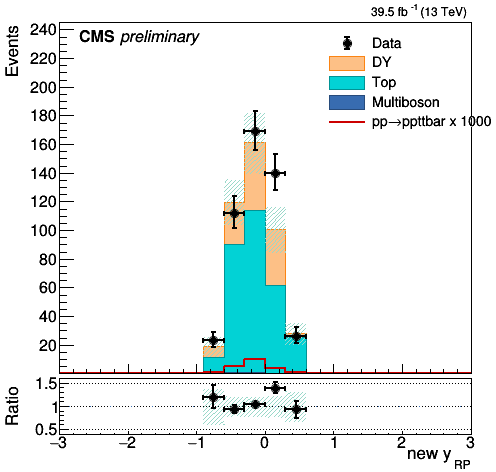 39.5 fb⁻¹ (13 TeV)
CMS preliminary
Events
240
220
200
180
160
140
120
100
80
60
40
20
Data
DY
Top
Multiboson
pp→ppttbar x 1000
Ratio
1.5
1
0.5
−3 −2 −1 0 1 2 3
new y_RP